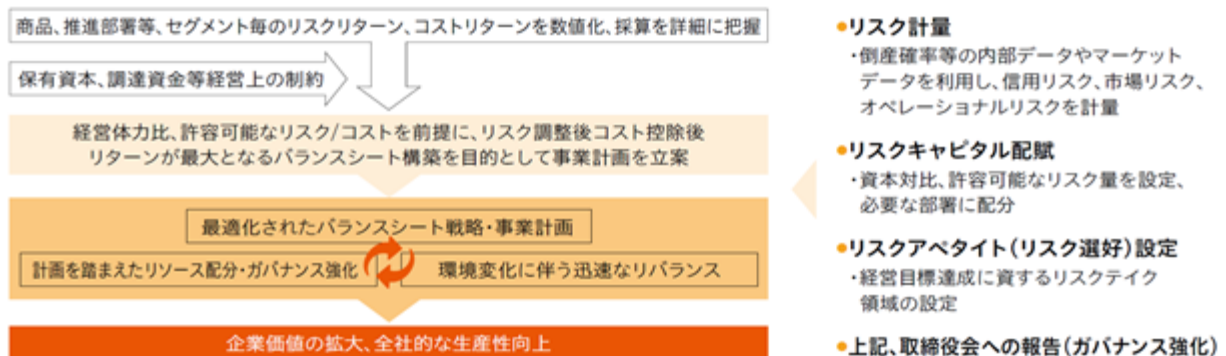 商品、推進部署等、セグメント毎のリスクリターン、コストリターンを数値化、採算を詳細に把握
保有資本、調達資金等経営上の制約
経営体力比、許容可能なリスク/コストを前提に、リスク調整後コスト控除後
リターンが最大となるバランスシート構築を目的として事業計画を立案
最適化されたバランスシート戦略・事業計画
計画を踏まえたリソース配分・ガバナンス強化
環境変化に伴う迅速なリバランス
企業価値の拡大、全社的な生産性向上
●リスク計量
・倒産確率等の内部データやマーケット
データを利用し、信用リスク、市場リスク、
オペレーショナルリスクを計量
●リスクキャピタル配賦
・資本対比、許容可能なリスク量を設定、
必要な部署に配分
●リスクアペタイト(リスク選好)設定
・経営目標達成に資するリスクテイク
領域の設定
●上記、取締役会への報告(ガバナンス強化)